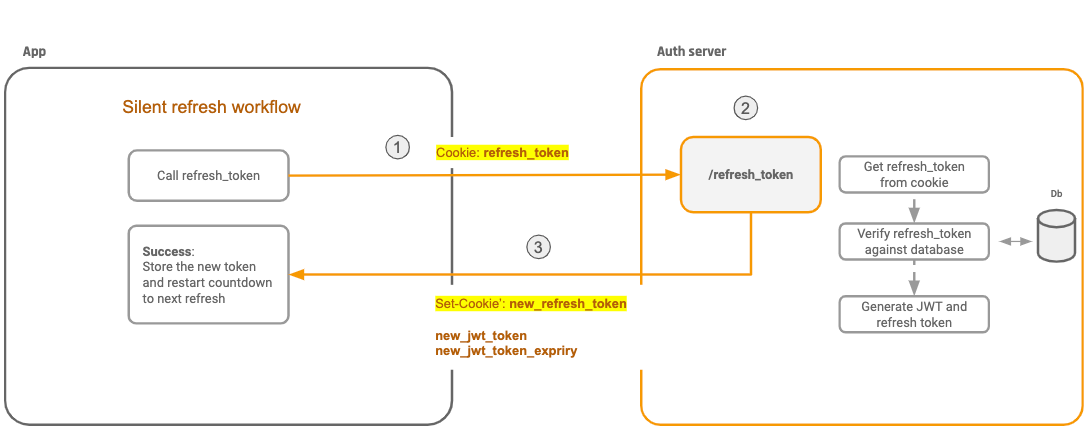 App
Auth server
Silent refresh workflow
1
2
Cookie: refresh_token
Call refresh_token
/refresh_token
Get refresh_token
from cookie
Db
Verify refresh_token
against database
Success:
Store the new token
and restart countdown
to next refresh
3
Set-Cookie': new_refresh_token
Generate JWT and
refresh token
new_jwt_token
new_jwt_token_expriry